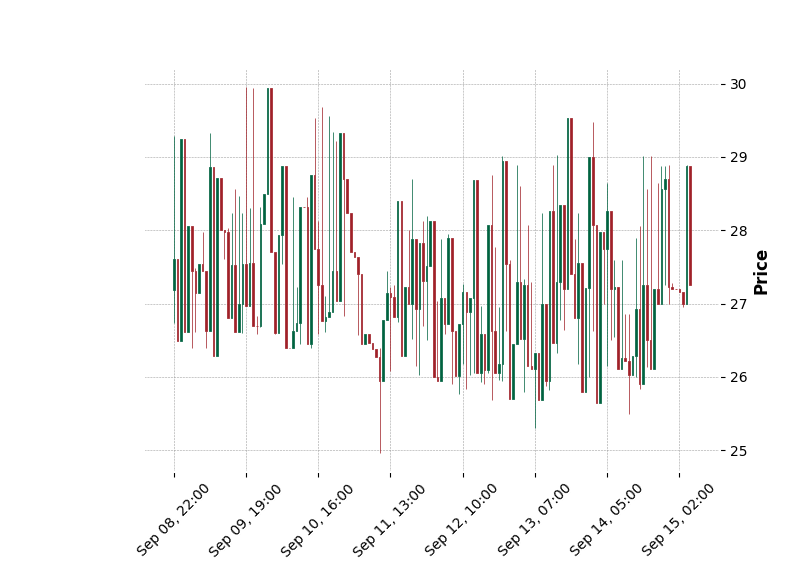 30
29
28
27
26
25
Price
Sep 08, 22:00
Sep 09, 19:00
Sep 10, 16:00
Sep 11, 13:00
Sep 12, 10:00
Sep 13, 07:00
Sep 14, 05:00
Sep 15, 02:00